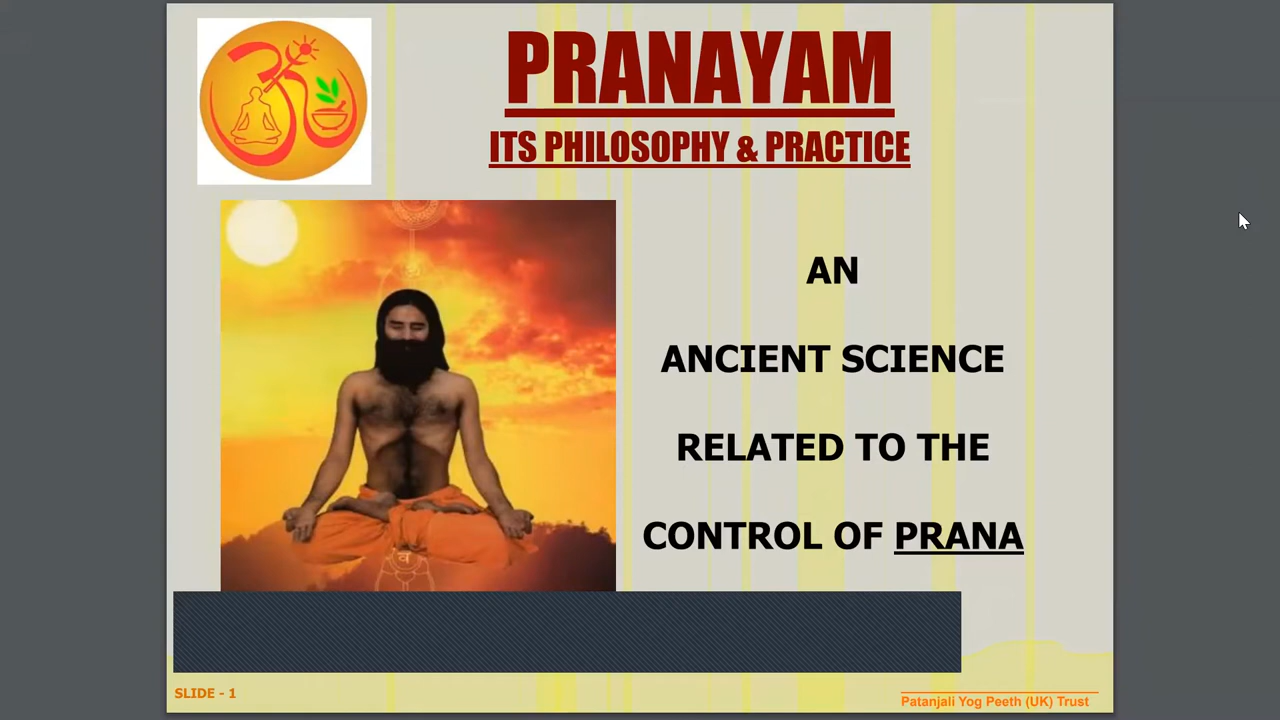 PRANAYAM
ITS PHILOSOPHY & PRACTICE
AN
ANCIENT SCIENCE
RELATED TO THE
CONTROL OF PRANA
SLIDE - 1
Patanjali Yog Peeth (UK) Trust